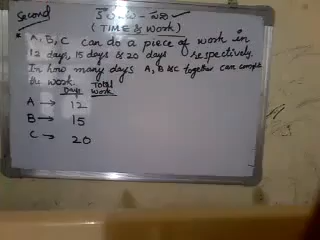 Second
(TIME & WORK)
* A, B, C can do a piece of work in
12 days, 15 days & 20 days respectively.
In how many days A, B & C together can
the work.
Days Total work
A → 12
B → 15
C → 20